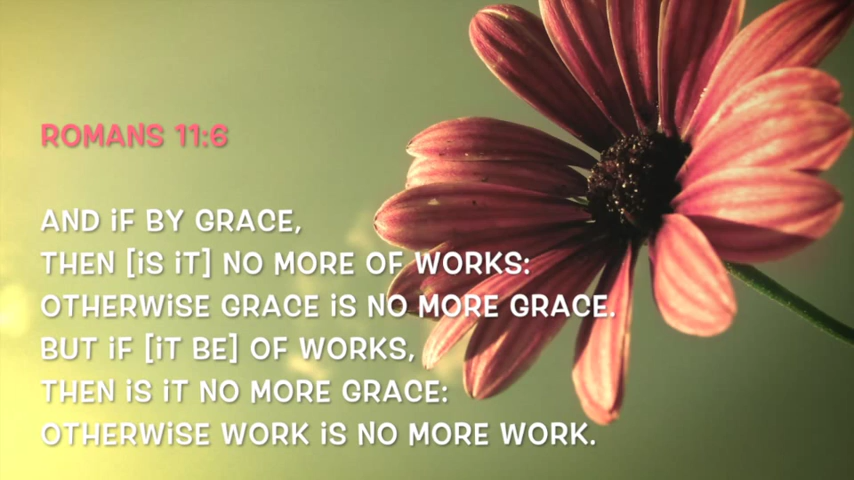 ROMANS 11:6
AND iF BY GRACE,
THEN [iS iT] NO MORE OF WORKS:
OTHERWiSE GRACE iS NO MORE GRACE.
BUT iF [iT BE] OF WORKS,
THEN iS iT NO MORE GRACE:
OTHERWiSE WORK iS NO MORE WORK.